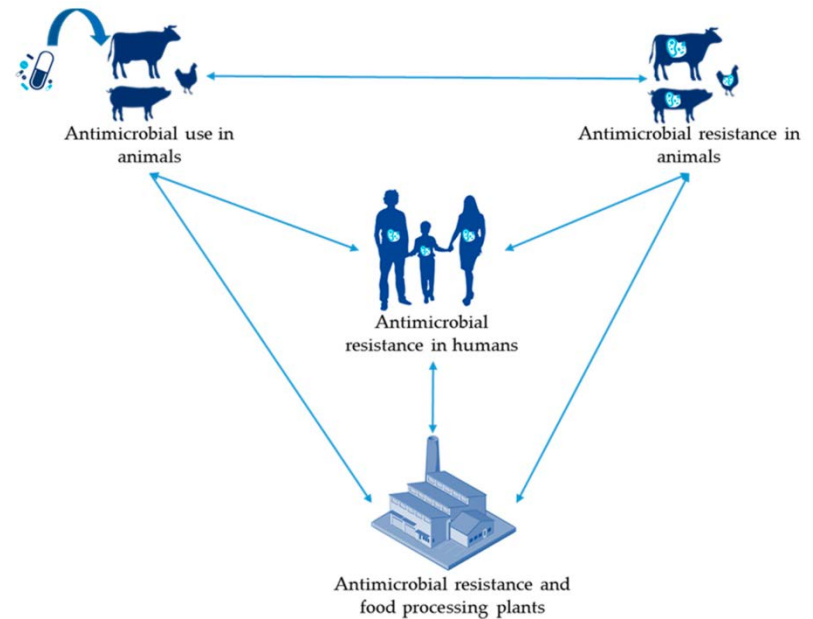 Antimicrobial use in
animals
Antimicrobial resistance in
animals
Antimicrobial
resistance in humans
Antimicrobial resistance and
food processing plants